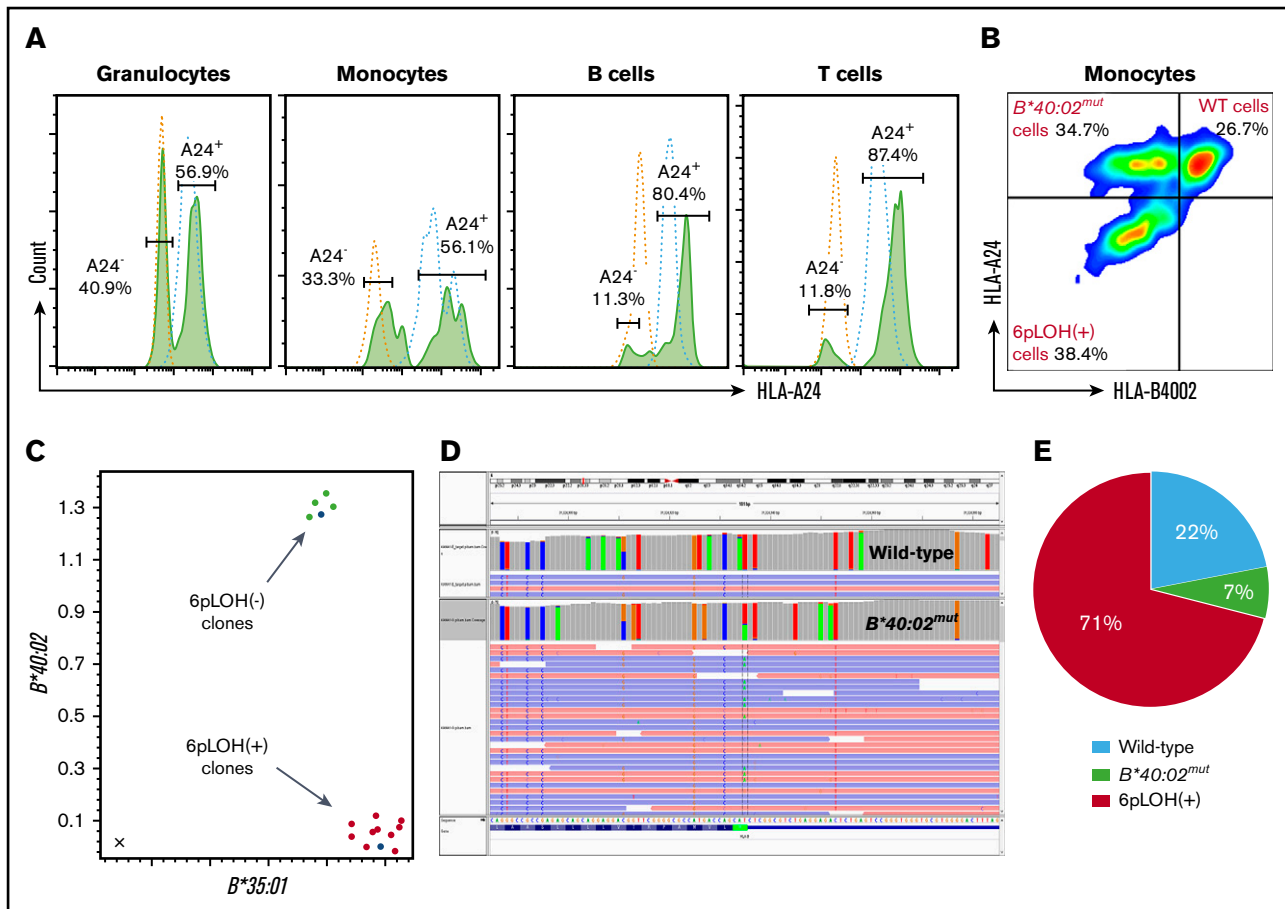 A
Granulocytes
Monocytes
B cells
T cells
Count
A24-
40.9%
A24+
56.9%
A24-
33.3%
A24+
56.1%
A24-
11.3%
A24+
80.4%
A24-
11.8%
A24+
87.4%
HLA-A24
B
Monocytes
B*40:02mut
cells 34.7%
WT cells
26.7%
6pLOH(+)
cells 38.4%
HLA-A24
HLA-B4002
C
B*40:02
1.3
1.1
0.9
0.7
0.5
0.3
0.1
6pLOH(-)
clones
6pLOH(+)
clones
B*35:01
D
Wild-type
B*40:02mut
E
22%
7%
71%
Wild-type
B*40:02mut
6pLOH(+)